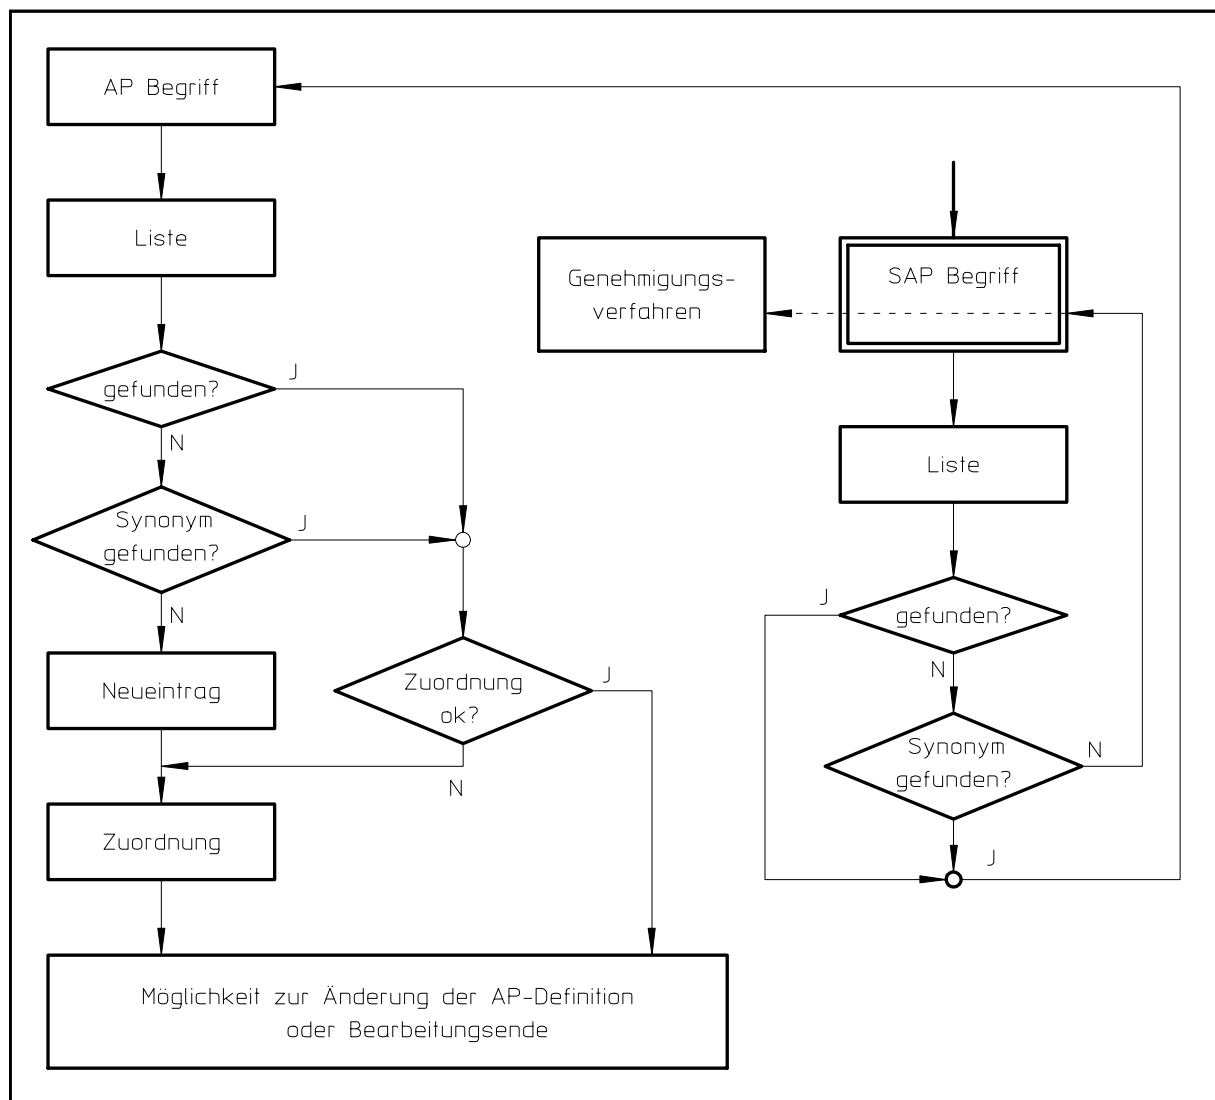 AP Begriff
Liste
gefunden?
J
N
Synonym
gefunden?
J
N
Neueintrag
Zuordnung
ok?
J
N
Zuordnung
Möglichkeit zur Änderung der AP-Definition
oder Bearbeitungsende
Genehmigungs-
verfahren
SAP Begriff
Liste
J
gefunden?
N
Synonym
gefunden?
N
J